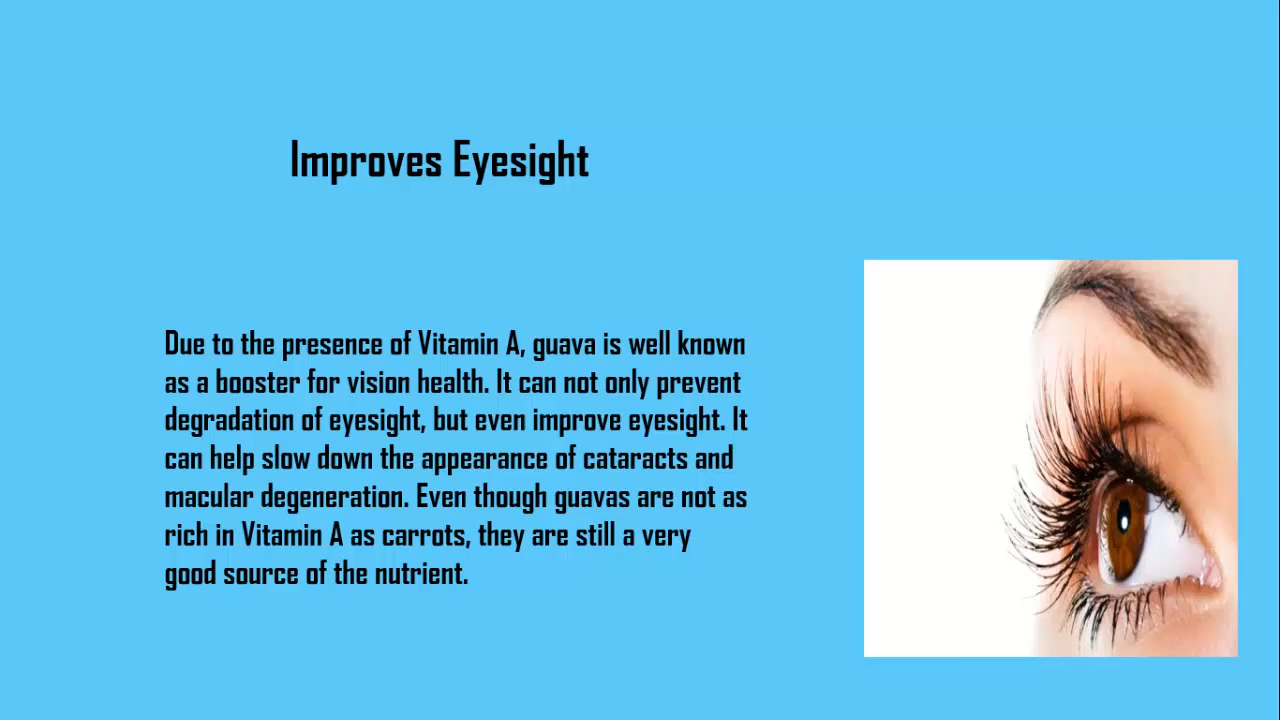 Improves Eyesight
Due to the presence of Vitamin A, guava is well known
as a booster for vision health. It can not only prevent
degradation of eyesight, but even improve eyesight. It
can help slow down the appearance of cataracts and
macular degeneration. Even though guavas are not as
rich in Vitamin A as carrots, they are still a very
good source of the nutrient.